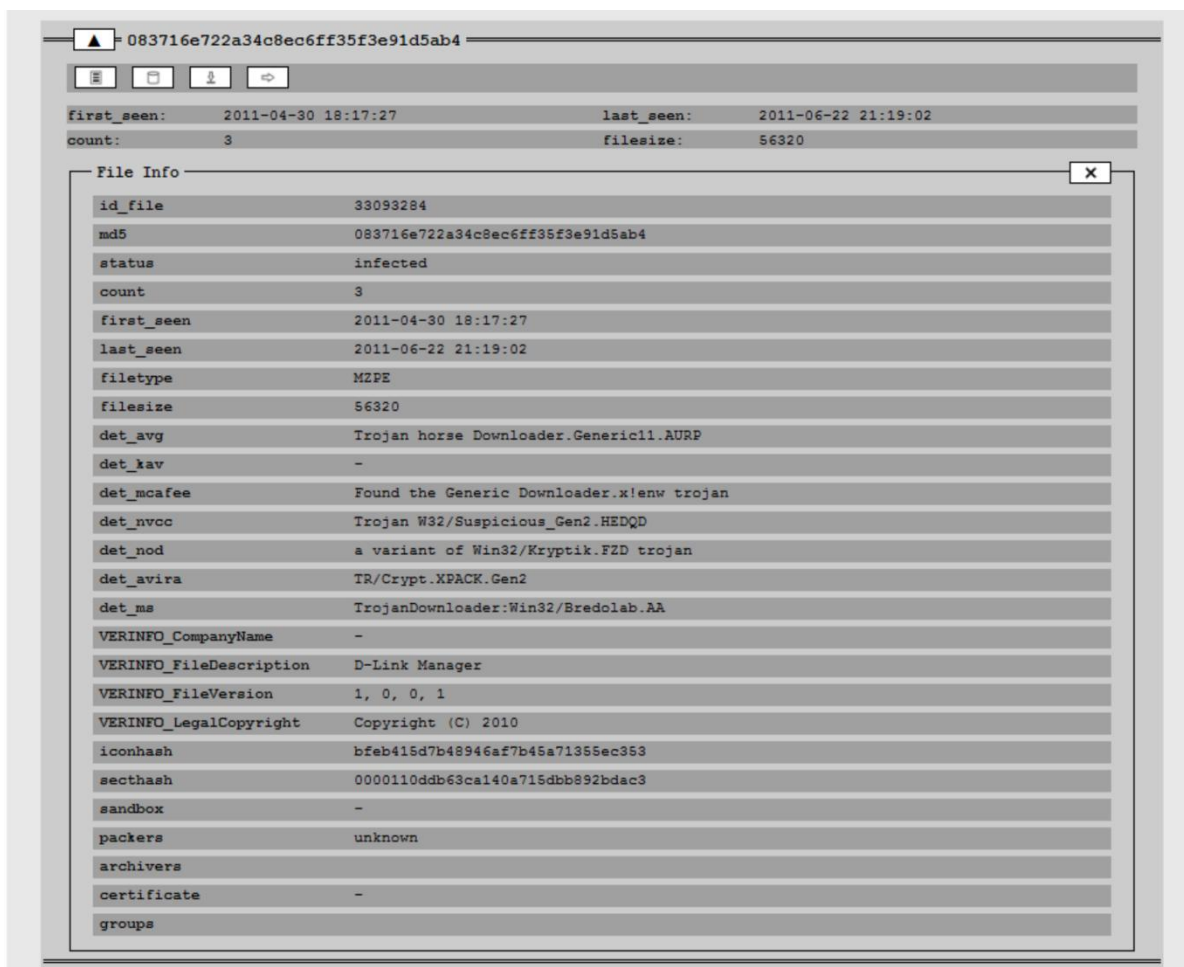 083716e722a34c8ec6ff35f3e91d5ab4
first_seen: 2011-04-30 18:17:27 last_seen: 2011-06-22 21:19:02
count: 3 filesize: 56320
File Info
id_file 33093284
md5 083716e722a34c8ec6ff35f3e91d5ab4
status infected
count 3
first_seen 2011-04-30 18:17:27
last_seen 2011-06-22 21:19:02
filetype MZPE
filesize 56320
det_avg Trojan horse Downloader.Generic11.AURP
det_kav -
det_mcafee Found the Generic Downloader.x!enw trojan
det_nvcc Trojan W32/Suspicious_Gen2.HEDQD
det_nod a variant of Win32/Kryptik.FZD trojan
det_avira TR/Crypt.XPACK.Gen2
det_ms TrojanDownloader:Win32/Bredolab.AA
VERINFO_CompanyName -
VERINFO_FileDescription D-Link Manager
VERINFO_FileVersion 1, 0, 0, 1
VERINFO_LegalCopyright Copyright (C) 2010
iconhash bfeb415d7b48946af7b45a71355ec353
secthash 0000110ddb63ca140a715dbb892bdac3
sandbox -
packers unknown
archivers
certificate -
groups